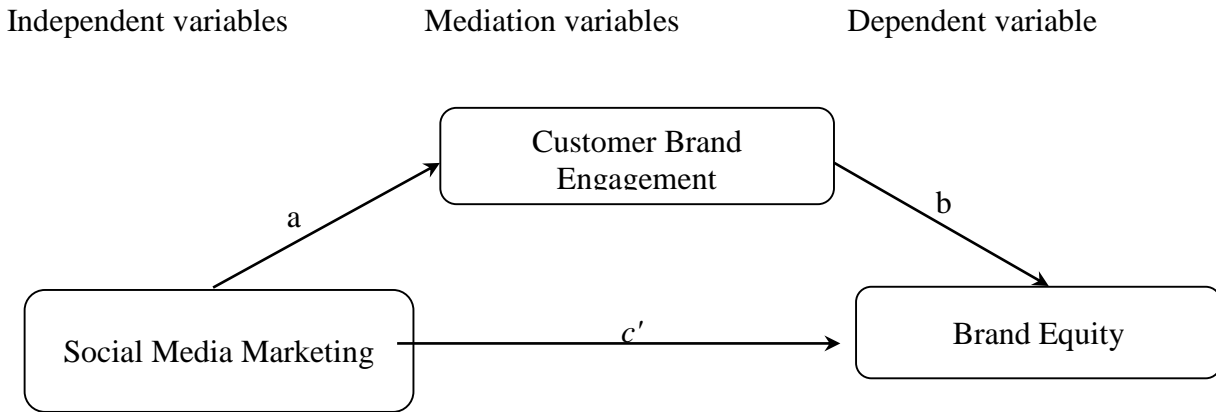 Independent variables
Mediation variables
Dependent variable
Customer Brand
Engagement
a
b
Social Media Marketing
c'
Brand Equity